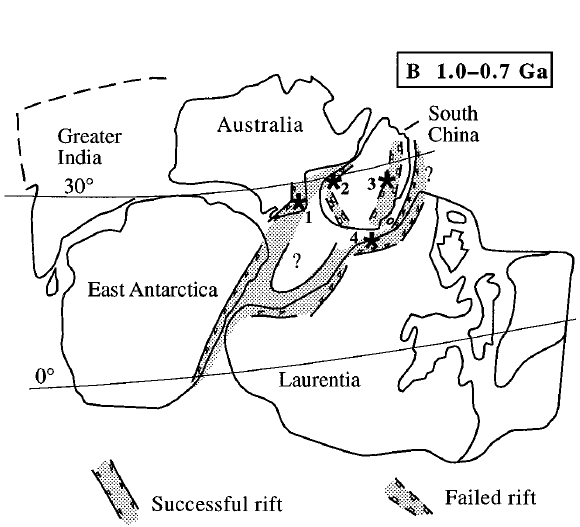 B 1.0–0.7 Ga
South
China
Australia
Greater
India
30°
?
2
3
1
4
?
East Antarctica
0°
Laurentia
Successful rift
Failed rift